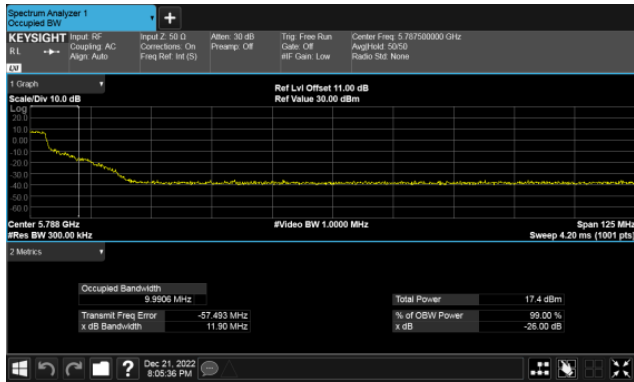 Spectrum Analyzer 1
Occupied BW
KEYSIGHT Input: RF Input Z: 50 Ω Atten: 30 dB Trig: Free Run Center Freq: 5.787500000 GHz
RL Coupling: AC Corrections: On Preamp: Off Gate: Off Avg|Hold: 50/50
Align: Auto Freq Ref: Int (S) #IF Gain: Low Radio Std: None
LXI
1 Graph Ref Lvl Offset 11.00 dB
Scale/Div 10.0 dB Ref Value 30.00 dBm
Log
20.0
10.0
0.00
-10.0
-20.0
-30.0
-40.0
-50.0
-60.0
Center 5.788 GHz #Video BW 1.0000 MHz Span 125 MHz
#Res BW 300.00 kHz Sweep 4.20 ms (1001 pts)
2 Metrics
Occupied Bandwidth
9.9906 MHz Total Power 17.4 dBm
Transmit Freq Error -57.493 MHz % of OBW Power 99.00 %
x dB Bandwidth 11.90 MHz x dB -26.00 dB
? Dec 21, 2022
8:05:36 PM